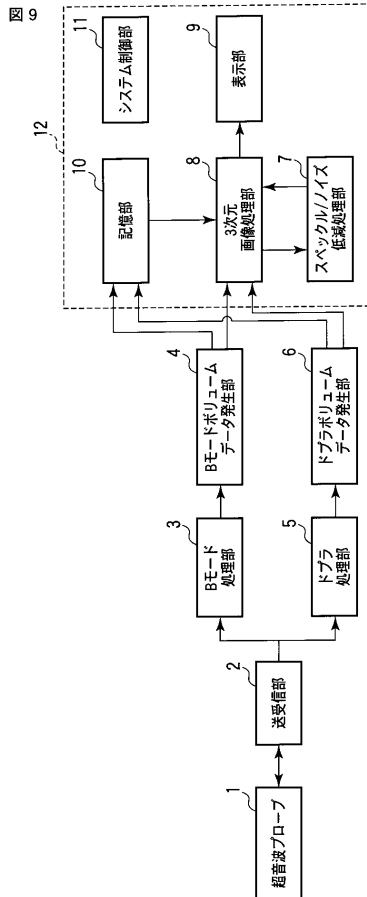 図9
1
超音波プローブ
2
送受信部
3
Bモード
処理部
4
Bモードボリューム
データ発生部
5
ドプラ
処理部
6
ドプラボリューム
データ発生部
12
10
記憶部
11
システム制御部
8
3次元
画像処理部
9
表示部
7
スペックル/ノイズ
低減処理部